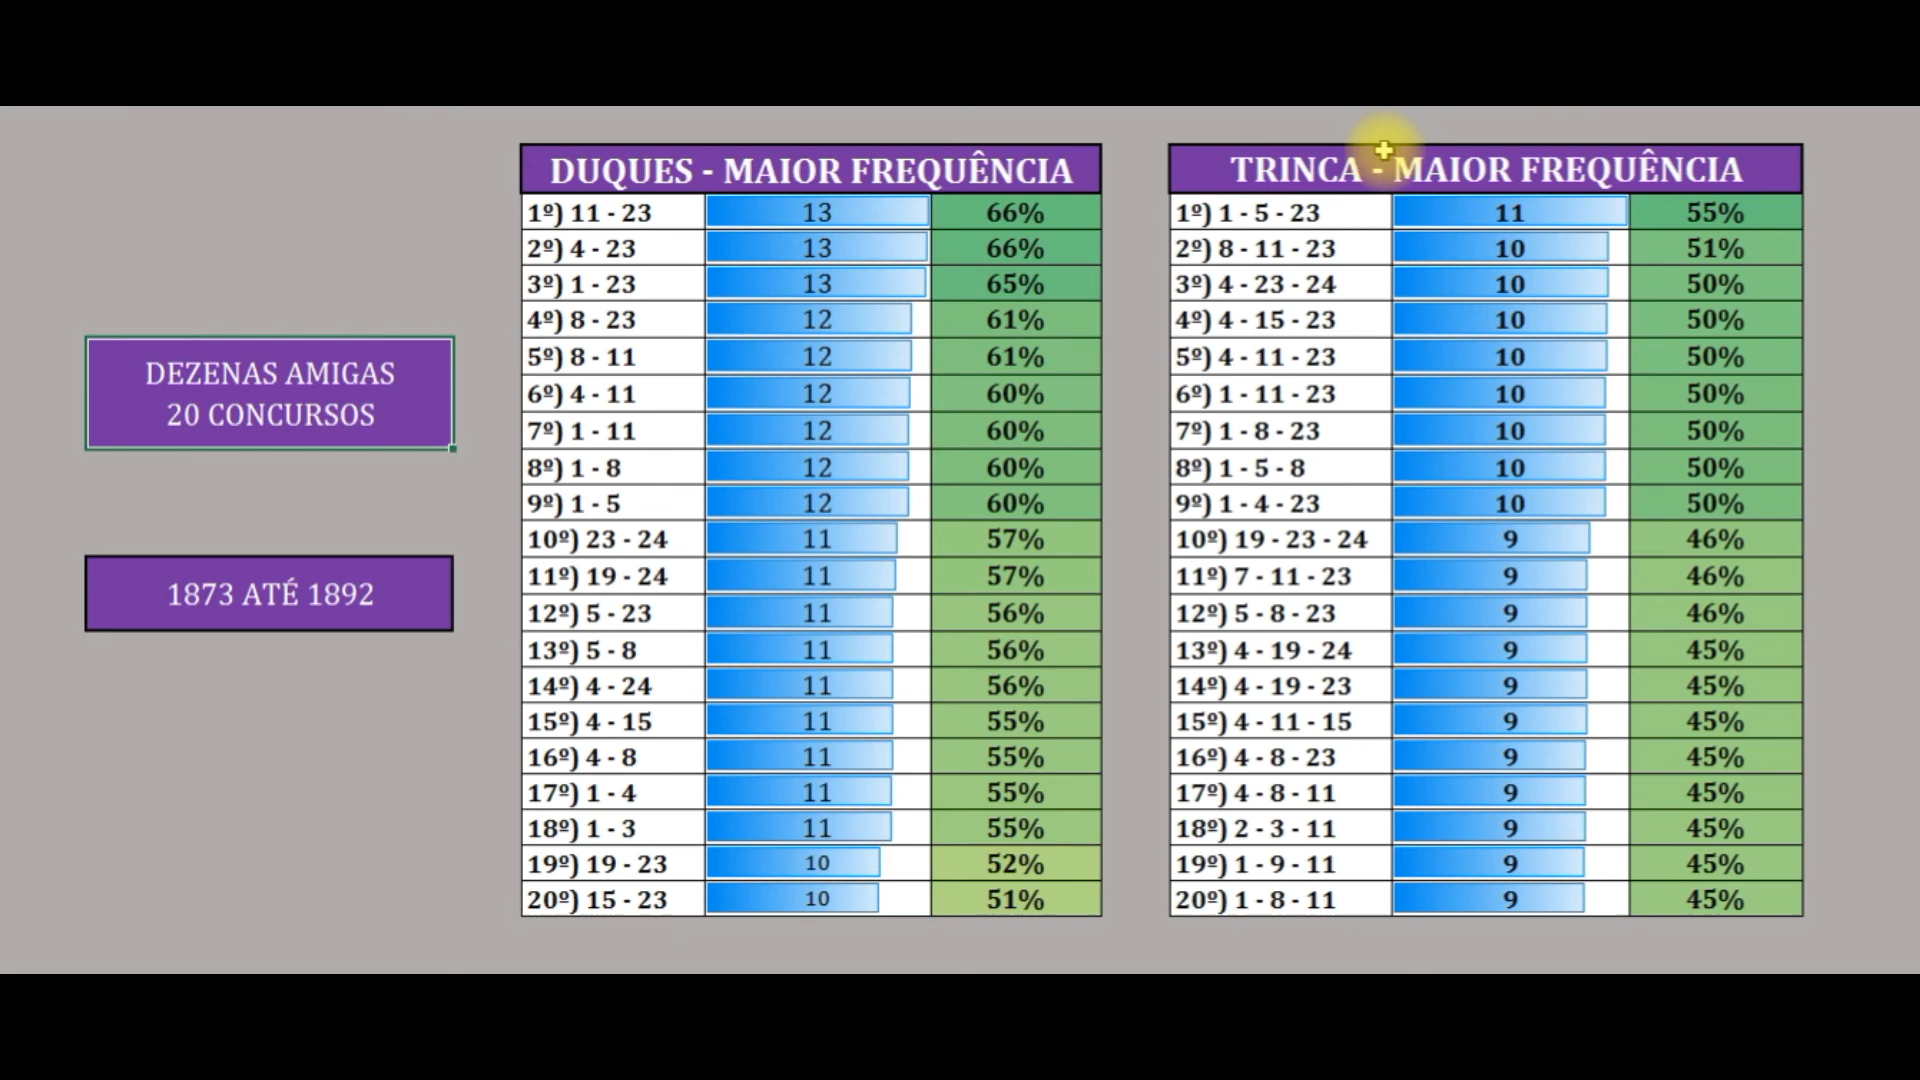 DEZENAS AMIGAS
20 CONCURSOS
1873 ATÉ 1892
DUQUES - MAIOR FREQUÊNCIA
1º) 11 - 23 13 66%
2º) 4 - 23 13 66%
3º) 1 - 23 13 65%
4º) 8 - 23 12 61%
5º) 8 - 11 12 61%
6º) 4 - 11 12 60%
7º) 1 - 11 12 60%
8º) 1 - 8 12 60%
9º) 1 - 5 12 60%
10º) 23 - 24 11 57%
11º) 19 - 24 11 57%
12º) 5 - 23 11 56%
13º) 5 - 8 11 56%
14º) 4 - 24 11 56%
15º) 4 - 15 11 55%
16º) 4 - 8 11 55%
17º) 1 - 4 11 55%
18º) 1 - 3 11 55%
19º) 19 - 23 10 52%
20º) 15 - 23 10 51%
TRINCA - MAIOR FREQUÊNCIA
1º) 1 - 5 - 23 11 55%
2º) 8 - 11 - 23 10 51%
3º) 4 - 23 - 24 10 50%
4º) 4 - 15 - 23 10 50%
5º) 4 - 11 - 23 10 50%
6º) 1 - 11 - 23 10 50%
7º) 1 - 8 - 23 10 50%
8º) 1 - 5 - 8 10 50%
9º) 1 - 4 - 23 10 50%
10º) 19 - 23 - 24 9 46%
11º) 7 - 11 - 23 9 46%
12º) 5 - 8 - 23 9 46%
13º) 4 - 19 - 24 9 45%
14º) 4 - 19 - 23 9 45%
15º) 4 - 11 - 15 9 45%
16º) 4 - 8 - 23 9 45%
17º) 4 - 8 - 11 9 45%
18º) 2 - 3 - 11 9 45%
19º) 1 - 9 - 11 9 45%
20º) 1 - 8 - 11 9 45%